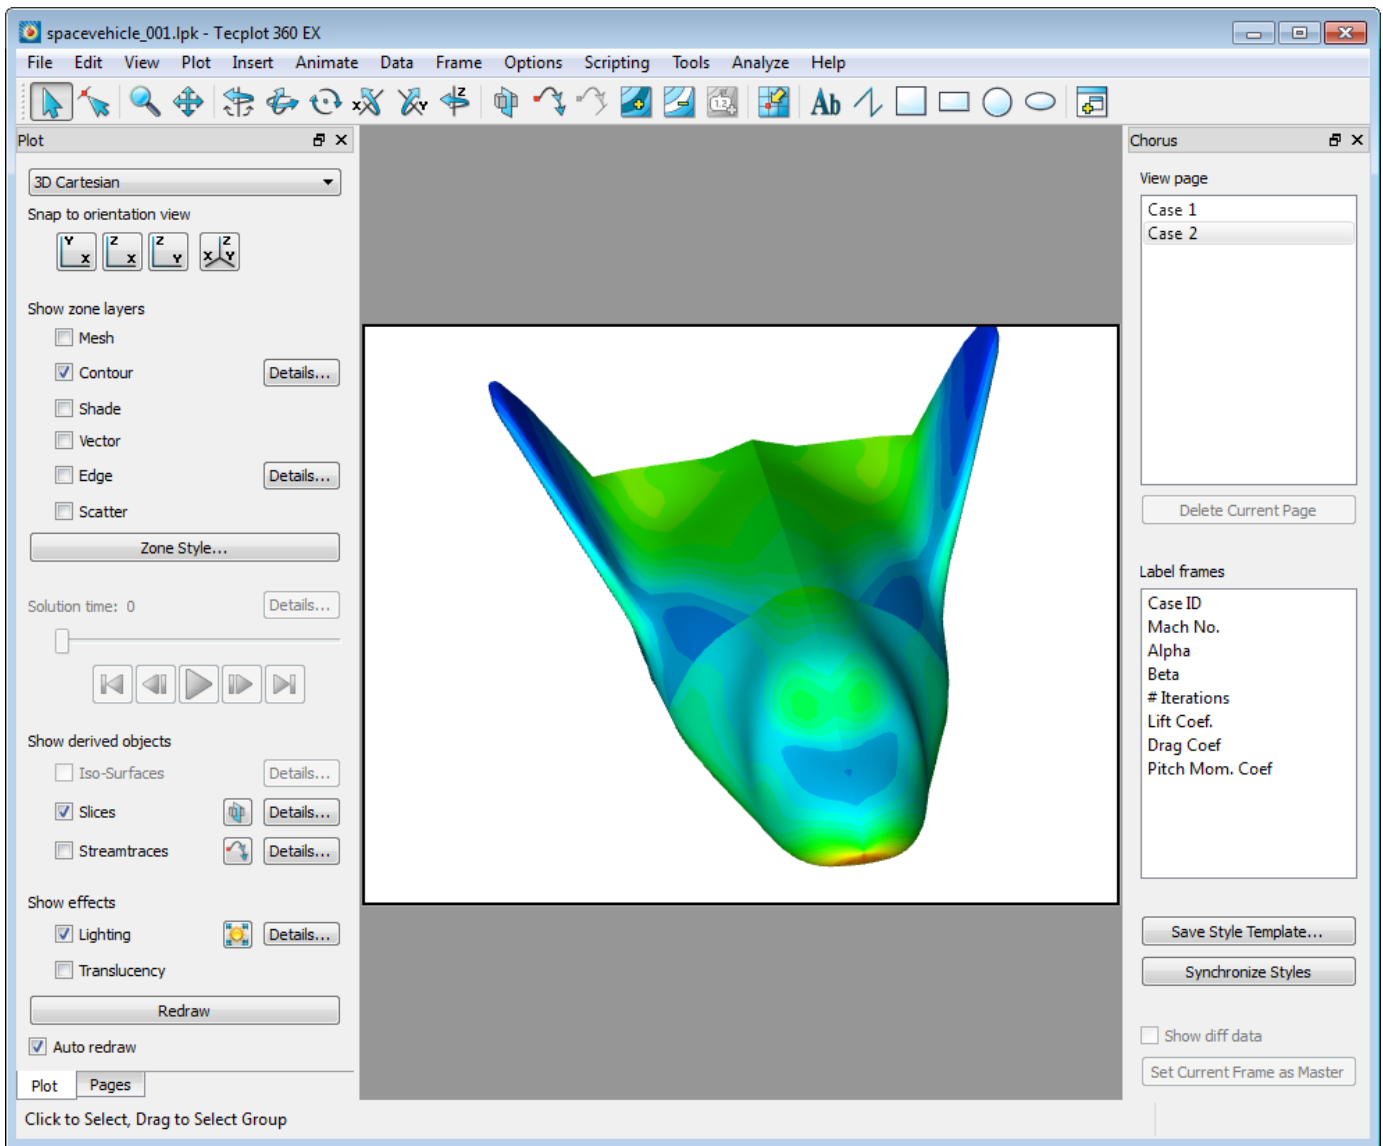 spacevehicle_001.lpk - Tecplot 360 EX
File Edit View Plot Insert Animate Data Frame Options Scripting Tools Analyze Help
Ab
Plot
3D Cartesian
Snap to orientation view
Y X Z X Z Y Z X Y
Show zone layers
Mesh
Contour Details...
Shade
Vector
Edge Details...
Scatter
Zone Style...
Solution time: 0 Details...
Show derived objects
Iso-Surfaces Details...
Slices Details...
Streamtraces Details...
Show effects
Lighting Details...
Translucency
Redraw
Auto redraw
Plot Pages
Click to Select, Drag to Select Group
Chorus
View page
Case 1
Case 2
Delete Current Page
Label frames
Case ID
Mach No.
Alpha
Beta
# Iterations
Lift Coef.
Drag Coef
Pitch Mom. Coef
Save Style Template...
Synchronize Styles
Show diff data
Set Current Frame as Master